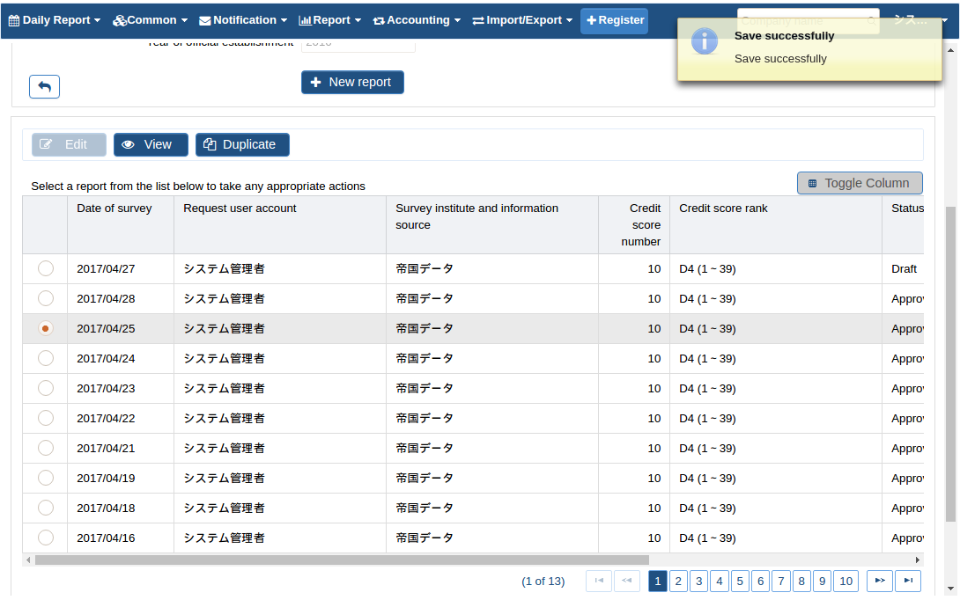 Daily Report Common Notification Report Accounting Import/Export Register Company name シス...
Save successfully
Save successfully
Year of official establishment 2010
New report
Edit View Duplicate
Select a report from the list below to take any appropriate actions Toggle Column
Date of survey Request user account Survey institute and information source Credit score number Credit score rank Status
2017/04/27 システム管理者 帝国データ 10 D4 (1 ~ 39) Draft
2017/04/28 システム管理者 帝国データ 10 D4 (1 ~ 39) Appro
2017/04/25 システム管理者 帝国データ 10 D4 (1 ~ 39) Appro
2017/04/24 システム管理者 帝国データ 10 D4 (1 ~ 39) Appro
2017/04/23 システム管理者 帝国データ 10 D4 (1 ~ 39) Appro
2017/04/22 システム管理者 帝国データ 10 D4 (1 ~ 39) Appro
2017/04/21 システム管理者 帝国データ 10 D4 (1 ~ 39) Appro
2017/04/19 システム管理者 帝国データ 10 D4 (1 ~ 39) Appro
2017/04/18 システム管理者 帝国データ 10 D4 (1 ~ 39) Appro
2017/04/16 システム管理者 帝国データ 10 D4 (1 ~ 39) Appro
(1 of 13) 1 2 3 4 5 6 7 8 9 10